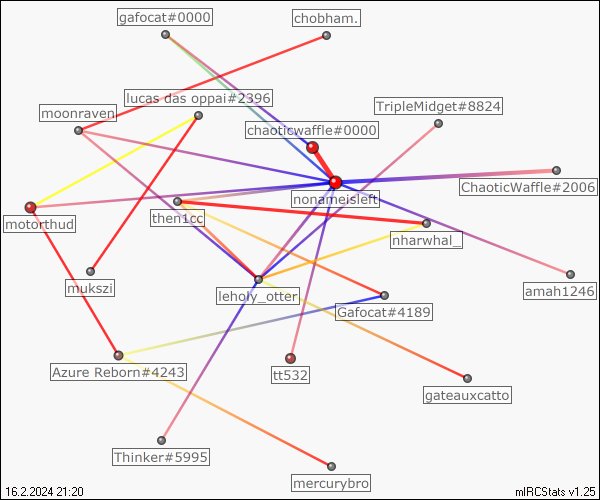 gafocat#0000
chobham.
lucas das oppai#2396
moonraven
TripleMidget#8824
chaoticwaffle#0000
ChaoticWaffle#2006
nonameisleft
motorthud
then1cc
nharwhal_
mukszi
leholy_otter
amah1246
Gafocat#4189
Azure Reborn#4243
tt532
gateauxcatto
Thinker#5995
mercurybro
16.2.2024 21:20
mIRCStats v1.25